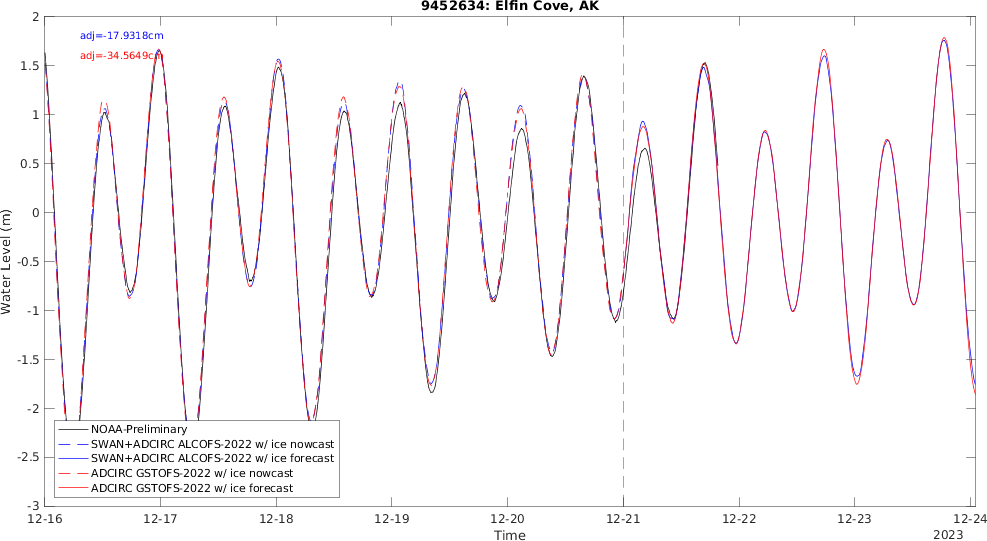 9452634: Elfin Cove, AK
adj=-17.9318cm
adj=-34.5649cm
2
1.5
1
0.5
0
-0.5
-1
-1.5
-2
-2.5
-3
Water Level (m)
NOAA-Preliminary
SWAN+ADCIRC ALCOFS-2022 w/ ice nowcast
SWAN+ADCIRC ALCOFS-2022 w/ ice forecast
ADCIRC GSTOFS-2022 w/ ice nowcast
ADCIRC GSTOFS-2022 w/ ice forecast
12-16 12-17 12-18 12-19 12-20 12-21 12-22 12-23 12-24
Time
2023